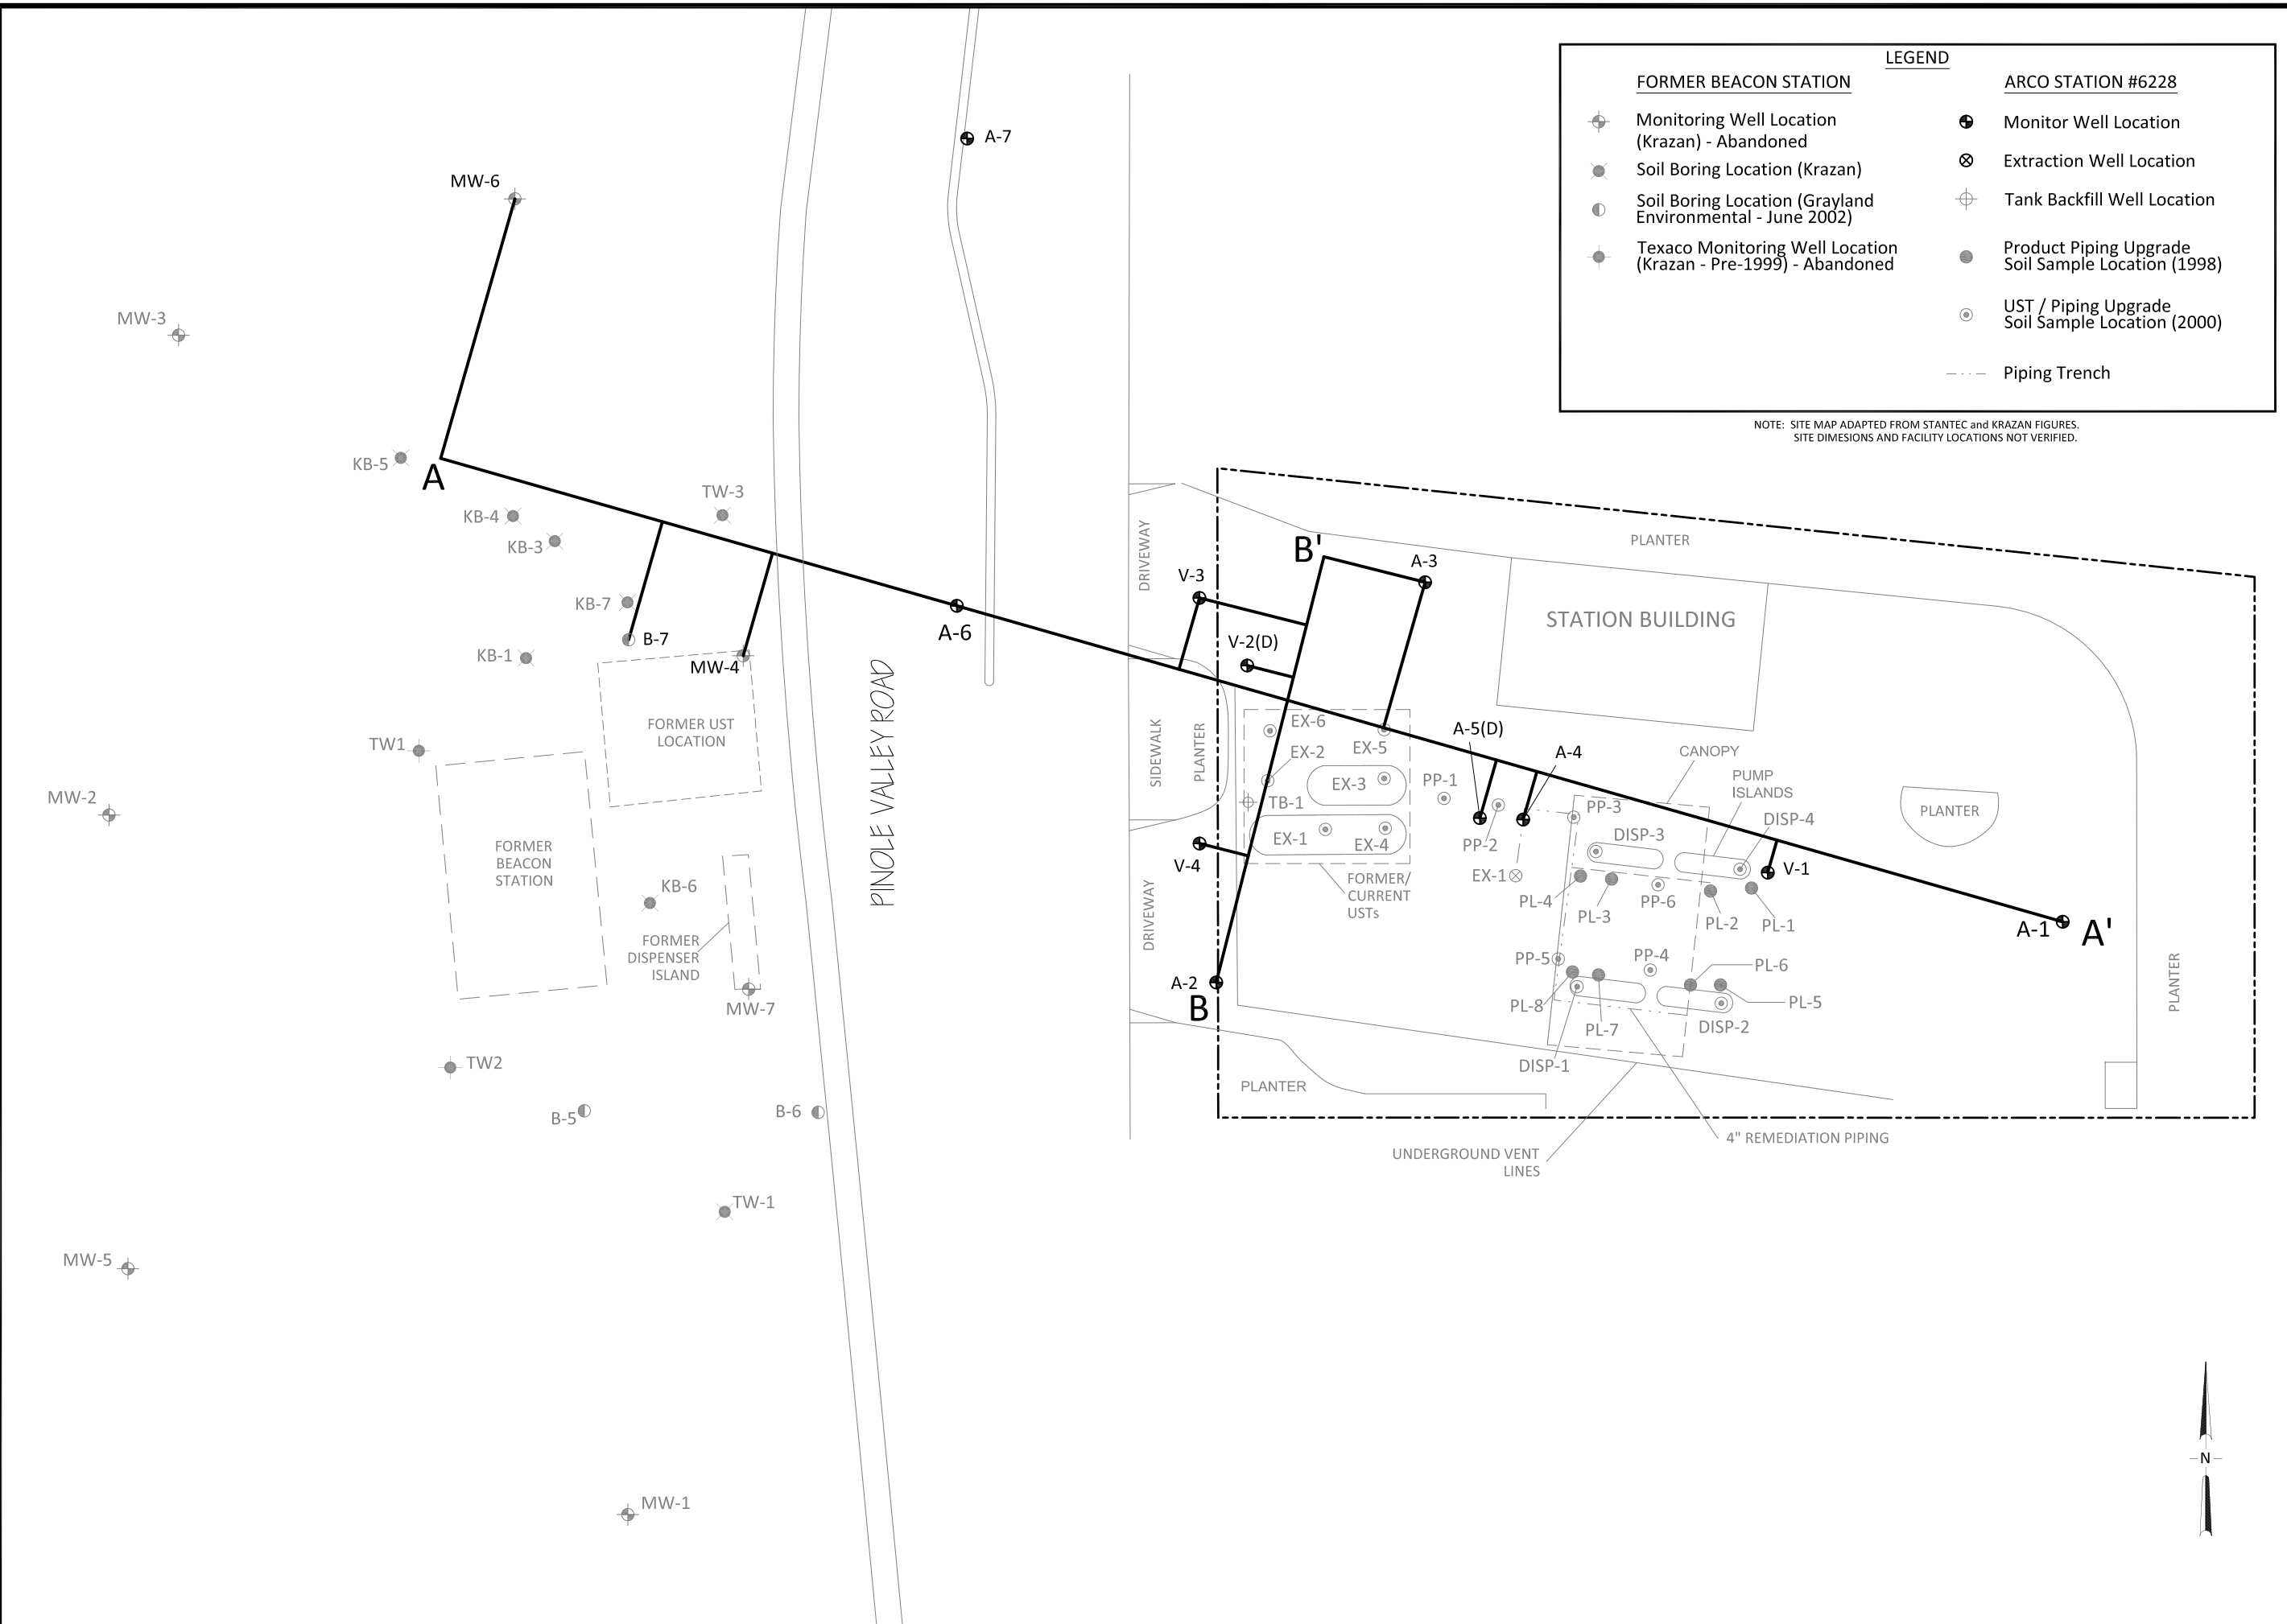 LEGEND
FORMER BEACON STATION
Monitoring Well Location
(Krazan) - Abandoned
Soil Boring Location (Krazan)
Soil Boring Location (Grayland
Environmental - June 2002)
Texaco Monitoring Well Location
(Krazan - Pre-1999) - Abandoned
ARCO STATION #6228
Monitor Well Location
Extraction Well Location
Tank Backfill Well Location
Product Piping Upgrade
Soil Sample Location (1998)
UST / Piping Upgrade
Soil Sample Location (2000)
Piping Trench
NOTE: SITE MAP ADAPTED FROM STANTEC and KRAZAN FIGURES.
SITE DIMESIONS AND FACILITY LOCATIONS NOT VERIFIED.
A-7
MW-6
MW-3
KB-5
A
TW-3
KB-4
KB-3
KB-7
B-7
KB-1
MW-4
FORMER UST
LOCATION
TW1
MW-2
FORMER
BEACON
STATION
KB-6
FORMER
DISPENSER
ISLAND
MW-7
TW2
B-5
B-6
TW-1
MW-5
MW-1
A-6
PINOLE VALLEY ROAD
DRIVEWAY
SIDEWALK
PLANTER
DRIVEWAY
V-3
V-2(D)
B'
A-3
PLANTER
STATION BUILDING
EX-6
EX-2
EX-5
EX-3
TB-1
EX-1
EX-4
V-4
FORMER/
CURRENT
USTs
A-2
B
A-5(D)
A-4
PP-1
PP-2
EX-1
PP-3
CANOPY
PUMP
ISLANDS
DISP-3
DISP-4
PLANTER
V-1
PL-4
PL-3
PP-6
PL-2
PL-1
A-1
A'
PP-5
PP-4
PL-6
PL-5
PL-8
PL-7
DISP-2
DISP-1
PLANTER
PLANTER
4" REMEDIATION PIPING
UNDERGROUND VENT
LINES
N